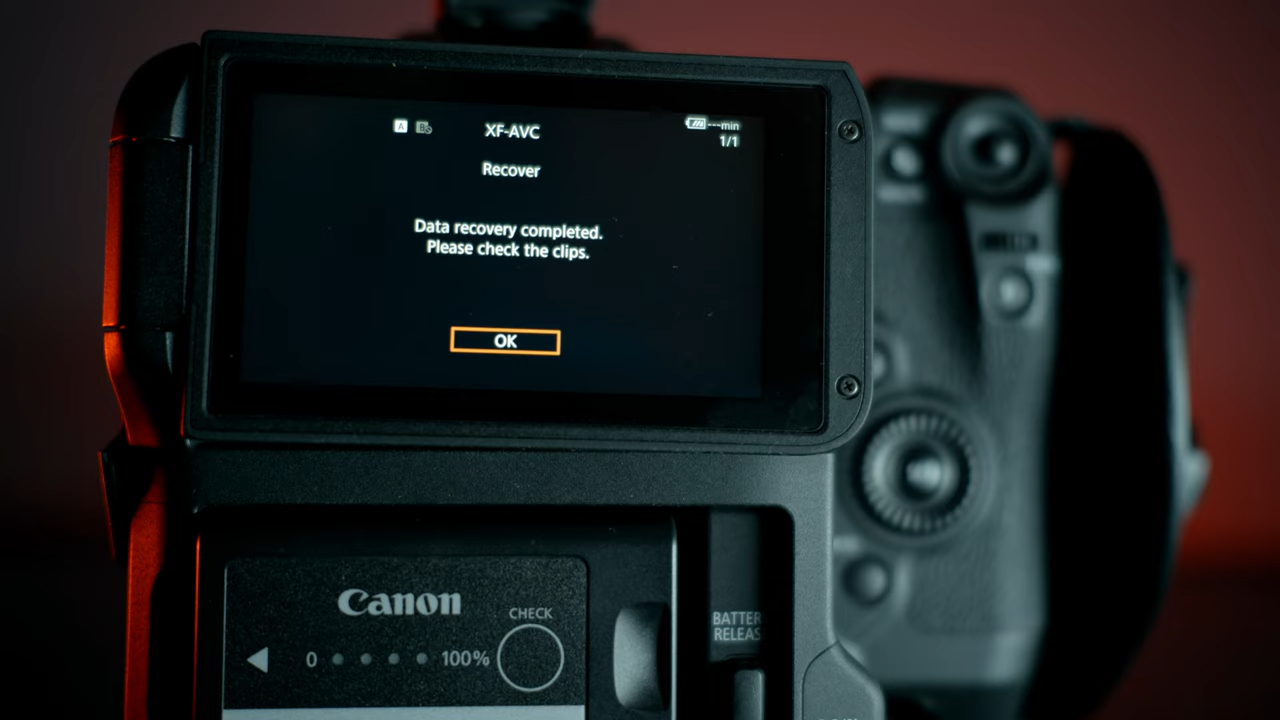 A B XF-AVC ---min
1/1
Recover
Data recovery completed.
Please check the clips.
OK
Canon
CHECK
0 100%
BATTER
RELEAS